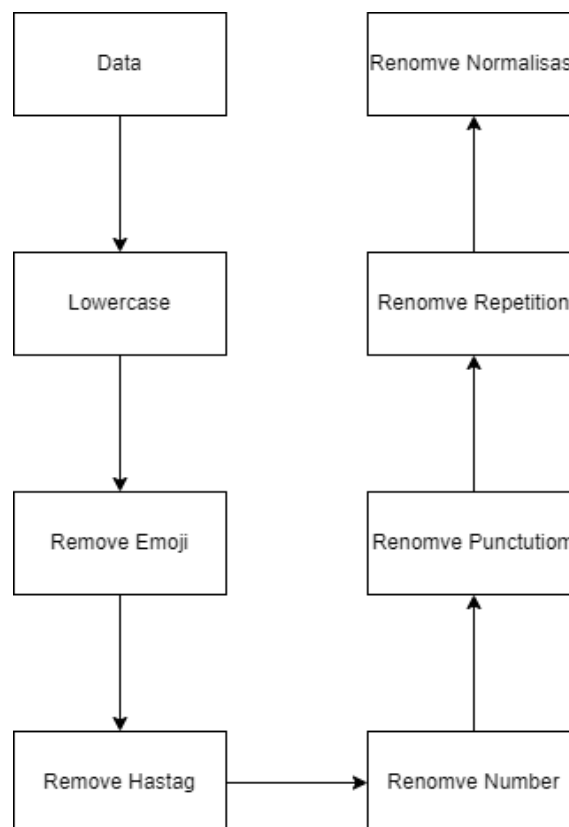 Data
Lowercase
Remove Emoji
Remove Hastag
Renomve Number
Renomve Punctutiom
Renomve Repetition
Renomve Normalisas